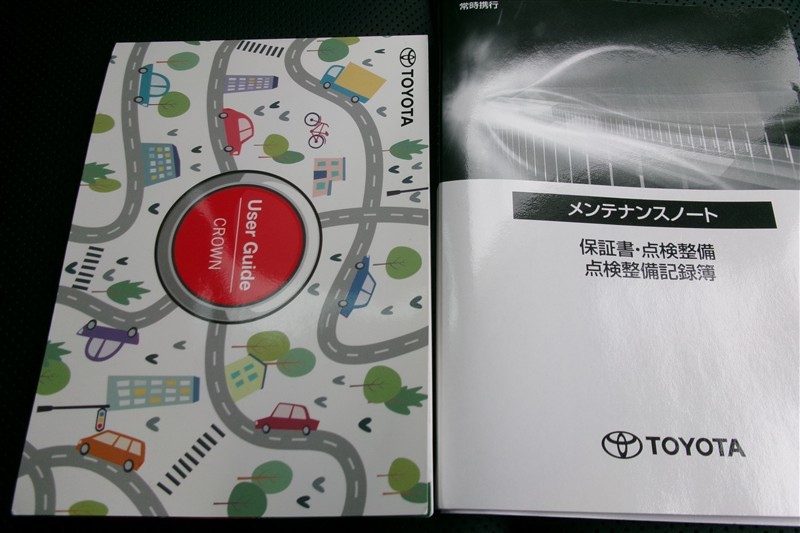 TOYOTA
User Guide
CROWN
常時携行
メンテナンスノート
保証書・点検整備
点検整備記録簿
TOYOTA